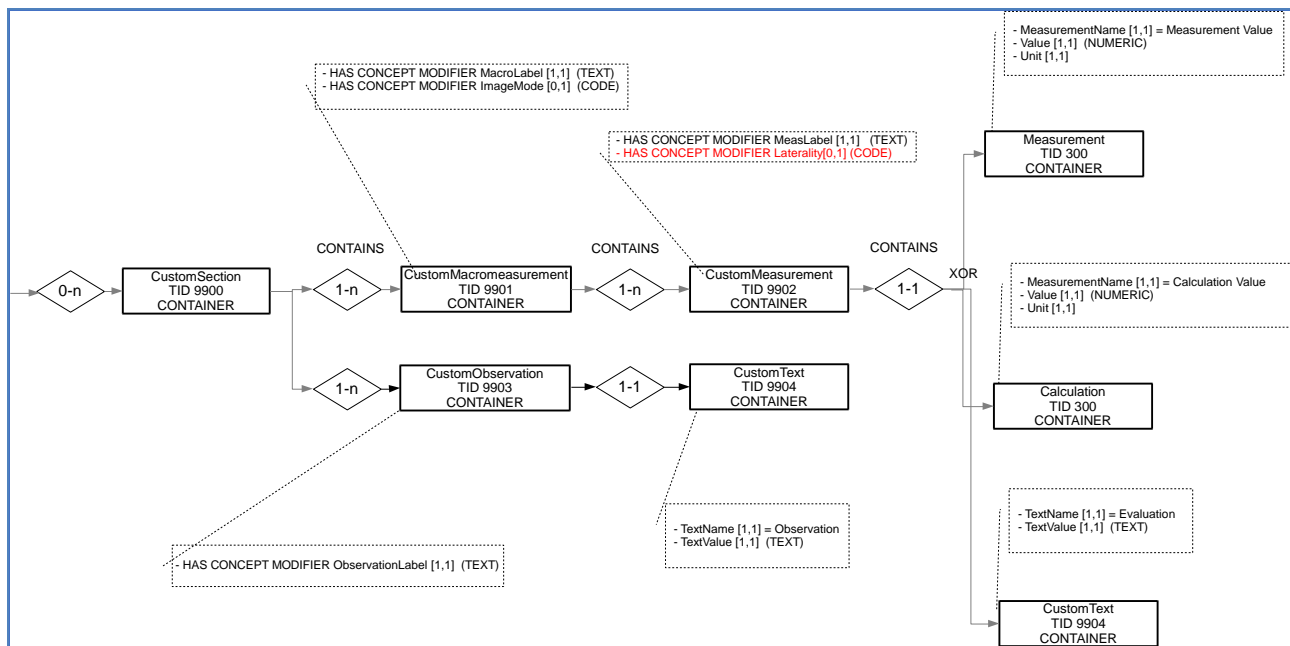 - MeasurementName [1,1] = Measurement Value
- Value [1,1]  (NUMERIC)
- Unit [1,1]
- HAS CONCEPT MODIFIER MacroLabel [1,1]  (TEXT)
- HAS CONCEPT MODIFIER ImageMode [0,1]  (CODE)
- HAS CONCEPT MODIFIER MeasLabel [1,1]   (TEXT)
- HAS CONCEPT MODIFIER Laterality[0,1] (CODE)
Measurement
TID 300
CONTAINER
CONTAINS
CONTAINS
CONTAINS
0-n
CustomSection
TID 9900
CONTAINER
1-n
CustomMacromeasurement
TID 9901
CONTAINER
1-n
CustomMeasurement
TID 9902
CONTAINER
1-1
XOR
- MeasurementName [1,1] = Calculation Value
- Value [1,1]  (NUMERIC)
- Unit [1,1]
1-n
CustomObservation
TID 9903
CONTAINER
1-1
CustomText
TID 9904
CONTAINER
Calculation
TID 300
CONTAINER
- TextName [1,1] = Observation
- TextValue [1,1]  (TEXT)
- TextName [1,1] = Evaluation
- TextValue [1,1]  (TEXT)
- HAS CONCEPT MODIFIER ObservationLabel [1,1]  (TEXT)
CustomText
TID 9904
CONTAINER